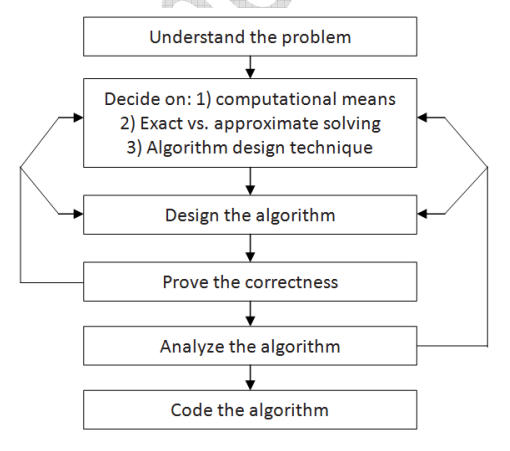 Understand the problem
Decide on: 1) computational means
2) Exact vs. approximate solving
3) Algorithm design technique
Design the algorithm
Prove the correctness
Analyze the algorithm
Code the algorithm